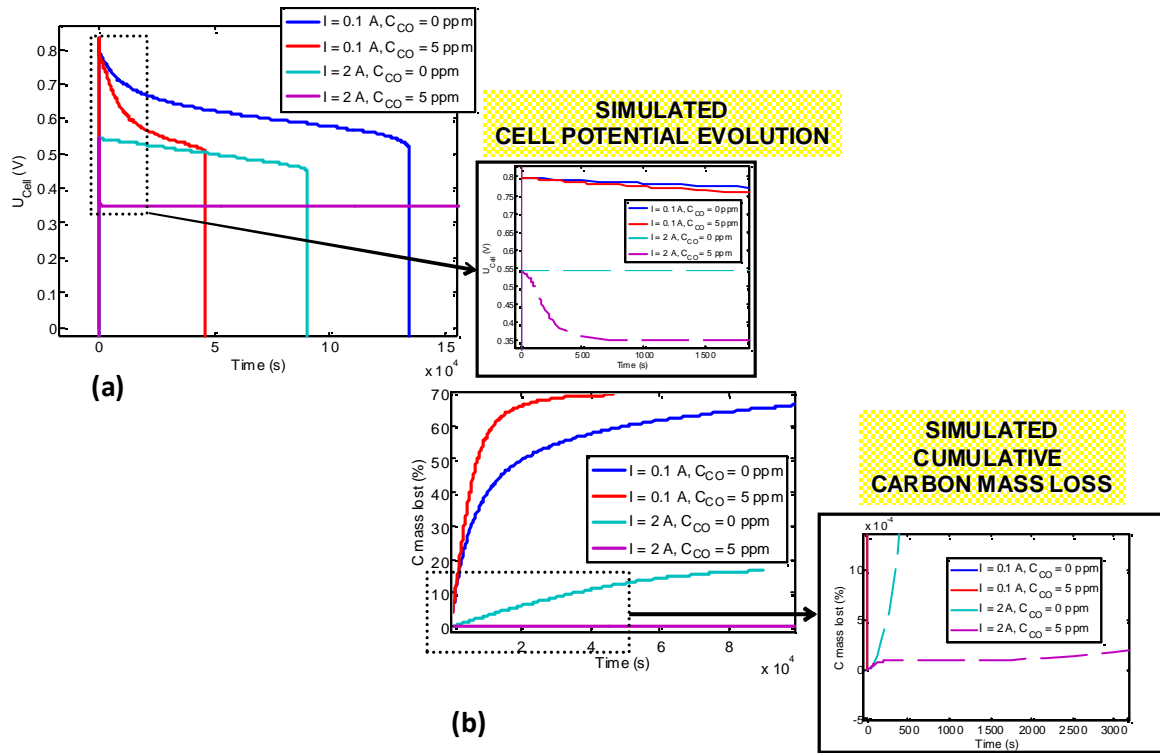 I = 0.1 A, C_CO = 0 ppm
I = 0.1 A, C_CO = 5 ppm
I = 2 A, C_CO = 0 ppm
I = 2 A, C_CO = 5 ppm
0.8
0.7
0.6
0.5
0.4
0.3
0.2
0.1
0
U_Cell (V)
0
5
10
15
Time (s)
x 10^4
(a)
SIMULATED
CELL POTENTIAL EVOLUTION
0.80
0.75
0.70
0.65
0.60
0.55
0.50
0.45
0.40
0.35
U_Cell (V)
I = 0.1 A, C_CO = 0 ppm
I = 0.1 A, C_CO = 5 ppm
I = 2 A, C_CO = 0 ppm
I = 2 A, C_CO = 5 ppm
0
500
1000
1500
Time (s)
70
60
50
40
30
20
10
0
C mass lost (%)
I = 0.1 A, C_CO = 0 ppm
I = 0.1 A, C_CO = 5 ppm
I = 2 A, C_CO = 0 ppm
I = 2 A, C_CO = 5 ppm
2
4
6
8
Time (s)
x 10^4
(b)
SIMULATED
CUMULATIVE
CARBON MASS LOSS
x 10^-4
10
5
0
-5
C mass lost (%)
I = 0.1 A, C_CO = 0 ppm
I = 0.1 A, C_CO = 5 ppm
I = 2 A, C_CO = 0 ppm
I = 2 A, C_CO = 5 ppm
0
500
1000
1500
2000
2500
3000
Time (s)